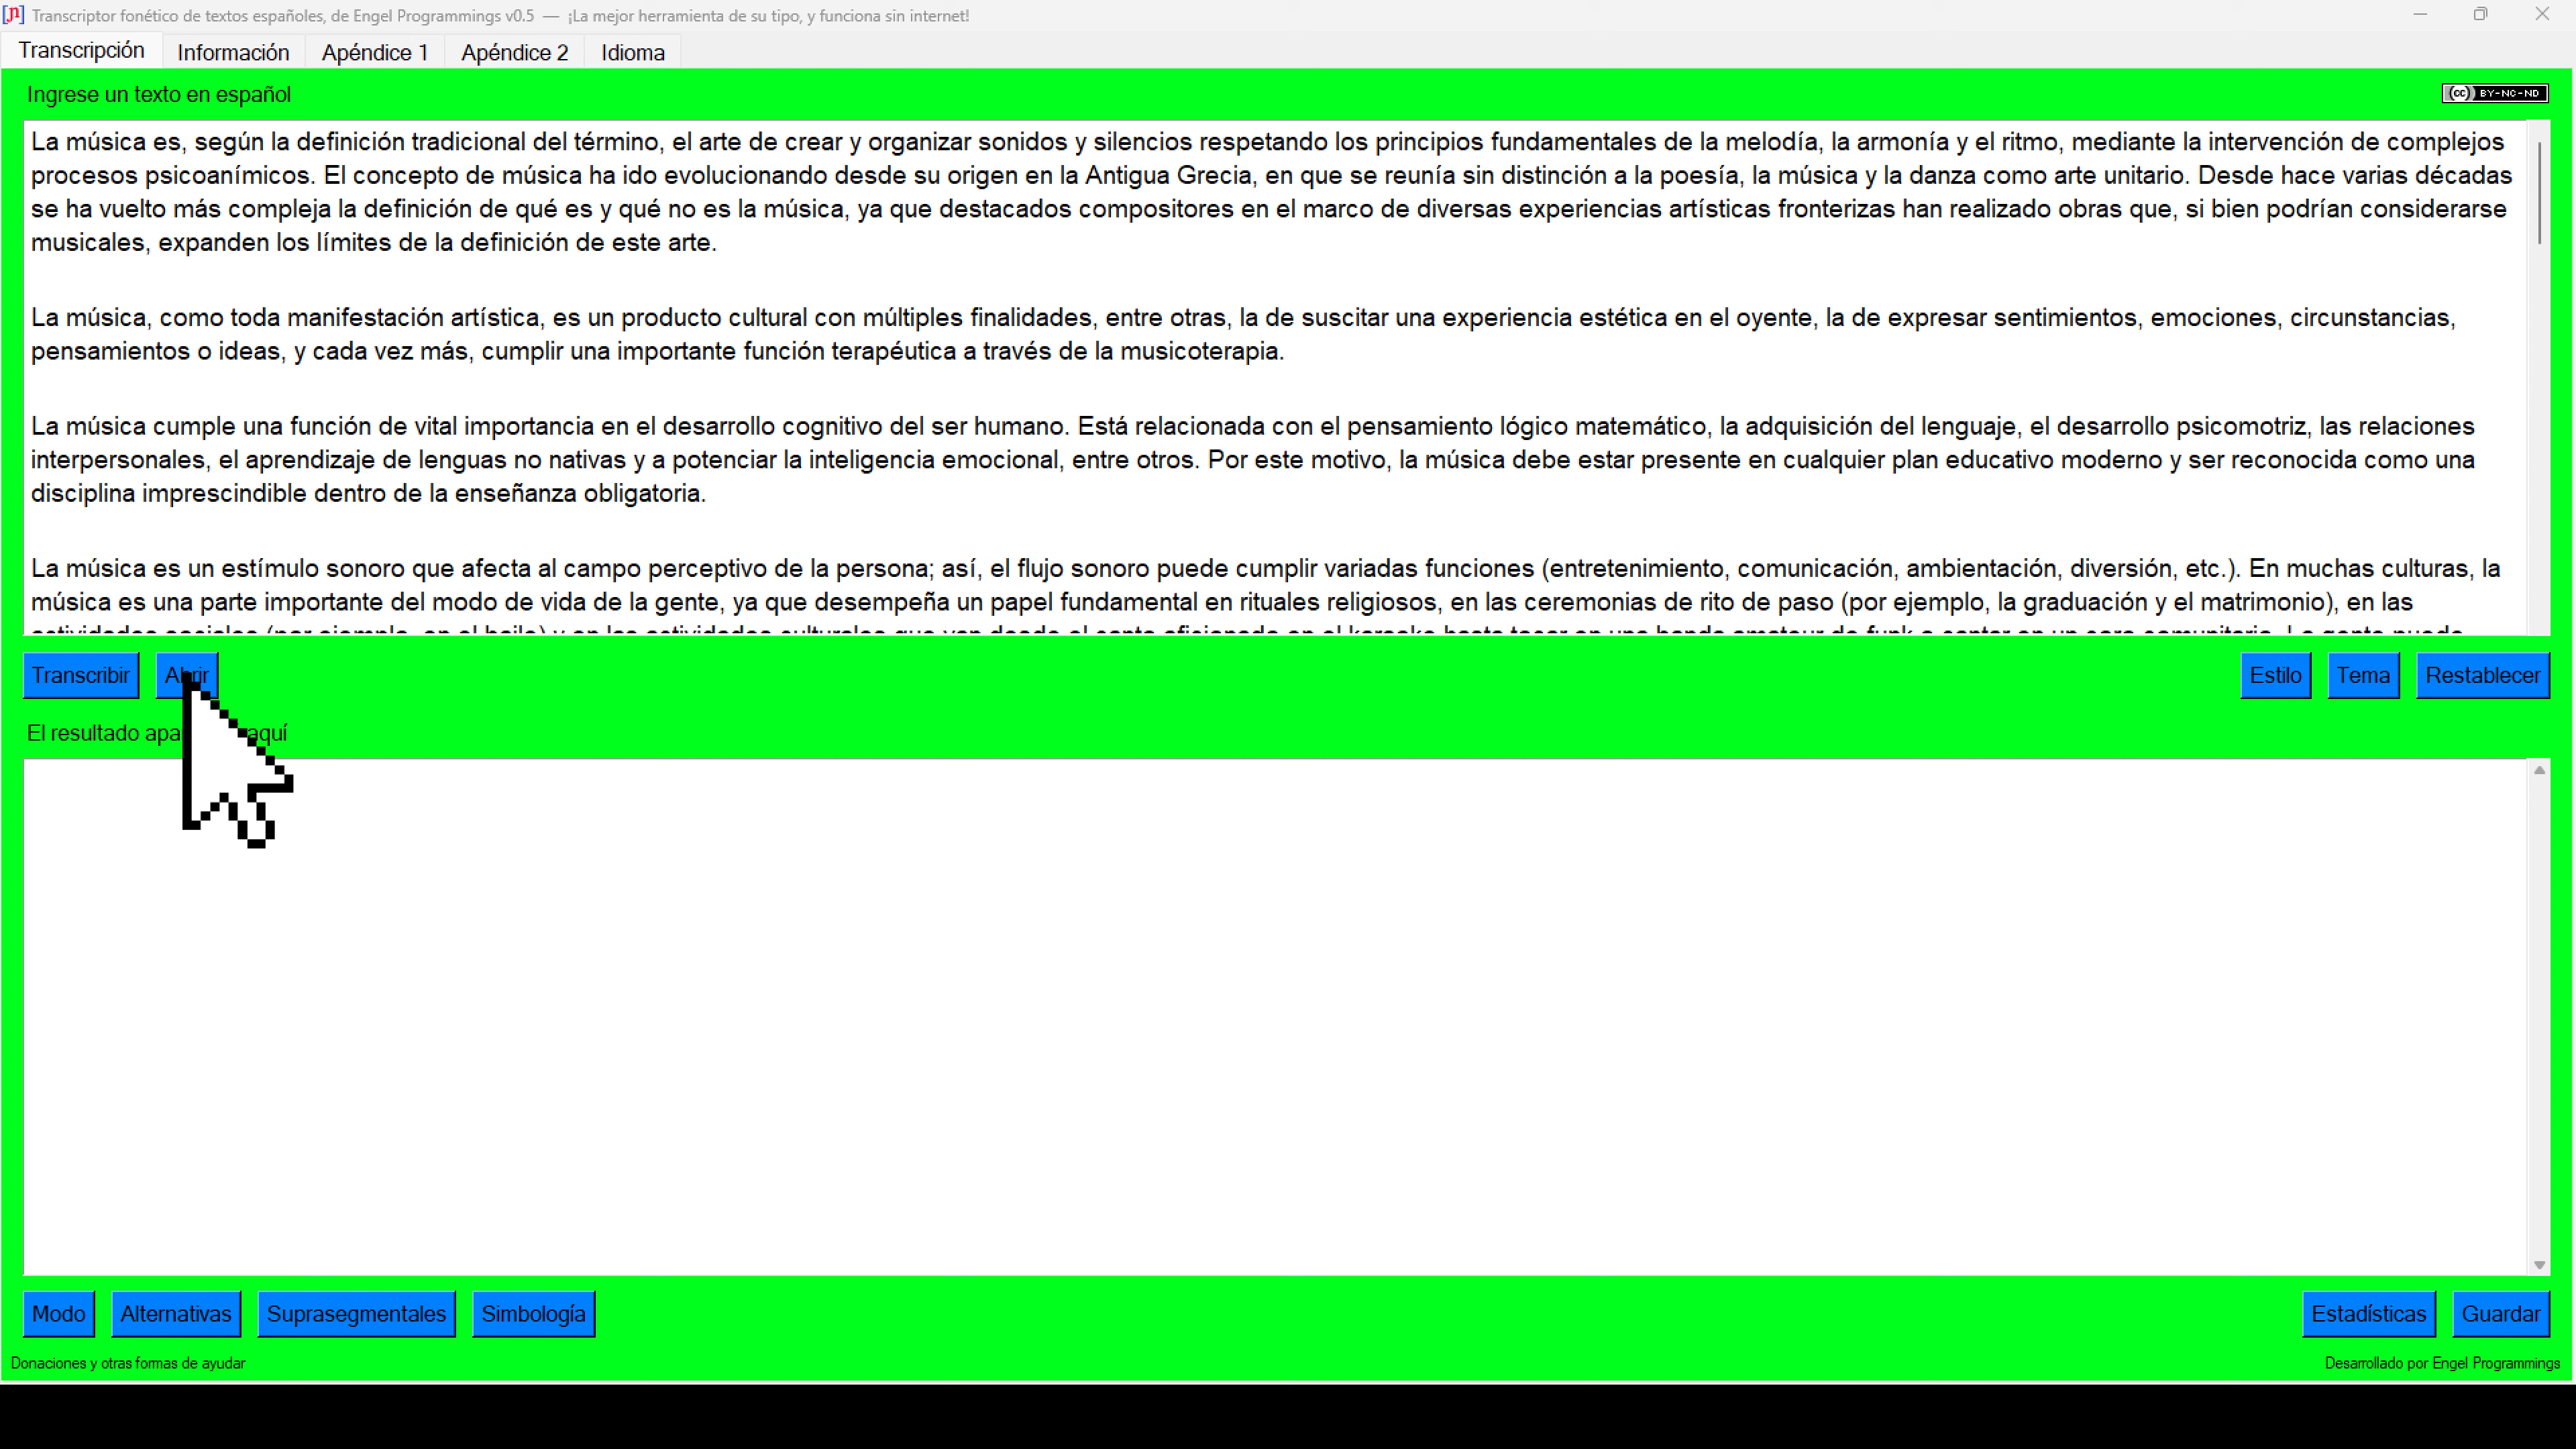 [ɲ] Transcriptor fonético de textos españoles, de Engel Programmings v0.5 — ¡La mejor herramienta de su tipo, y funciona sin internet!
Transcripción Información Apéndice 1 Apéndice 2 Idioma
Ingrese un texto en español
(cc) BY-NC-ND
La música es, según la definición tradicional del término, el arte de crear y organizar sonidos y silencios respetando los principios fundamentales de la melodía, la armonía y el ritmo, mediante la intervención de complejos
procesos psicoanímicos. El concepto de música ha ido evolucionando desde su origen en la Antigua Grecia, en que se reunía sin distinción a la poesía, la música y la danza como arte unitario. Desde hace varias décadas
se ha vuelto más compleja la definición de qué es y qué no es la música, ya que destacados compositores en el marco de diversas experiencias artísticas fronterizas han realizado obras que, si bien podrían considerarse
musicales, expanden los límites de la definición de este arte.
La música, como toda manifestación artística, es un producto cultural con múltiples finalidades, entre otras, la de suscitar una experiencia estética en el oyente, la de expresar sentimientos, emociones, circunstancias,
pensamientos o ideas, y cada vez más, cumplir una importante función terapéutica a través de la musicoterapia.
La música cumple una función de vital importancia en el desarrollo cognitivo del ser humano. Está relacionada con el pensamiento lógico matemático, la adquisición del lenguaje, el desarrollo psicomotriz, las relaciones
interpersonales, el aprendizaje de lenguas no nativas y a potenciar la inteligencia emocional, entre otros. Por este motivo, la música debe estar presente en cualquier plan educativo moderno y ser reconocida como una
disciplina imprescindible dentro de la enseñanza obligatoria.
La música es un estímulo sonoro que afecta al campo perceptivo de la persona; así, el flujo sonoro puede cumplir variadas funciones (entretenimiento, comunicación, ambientación, diversión, etc.). En muchas culturas, la
música es una parte importante del modo de vida de la gente, ya que desempeña un papel fundamental en rituales religiosos, en las ceremonias de rito de paso (por ejemplo, la graduación y el matrimonio), en las
Transcribir Abrir Estilo Tema Restablecer
El resultado aquí
Modo Alternativas Suprasegmentales Simbología Estadísticas Guardar
Donaciones y otras formas de ayudar Desarrollado por Engel Programmings